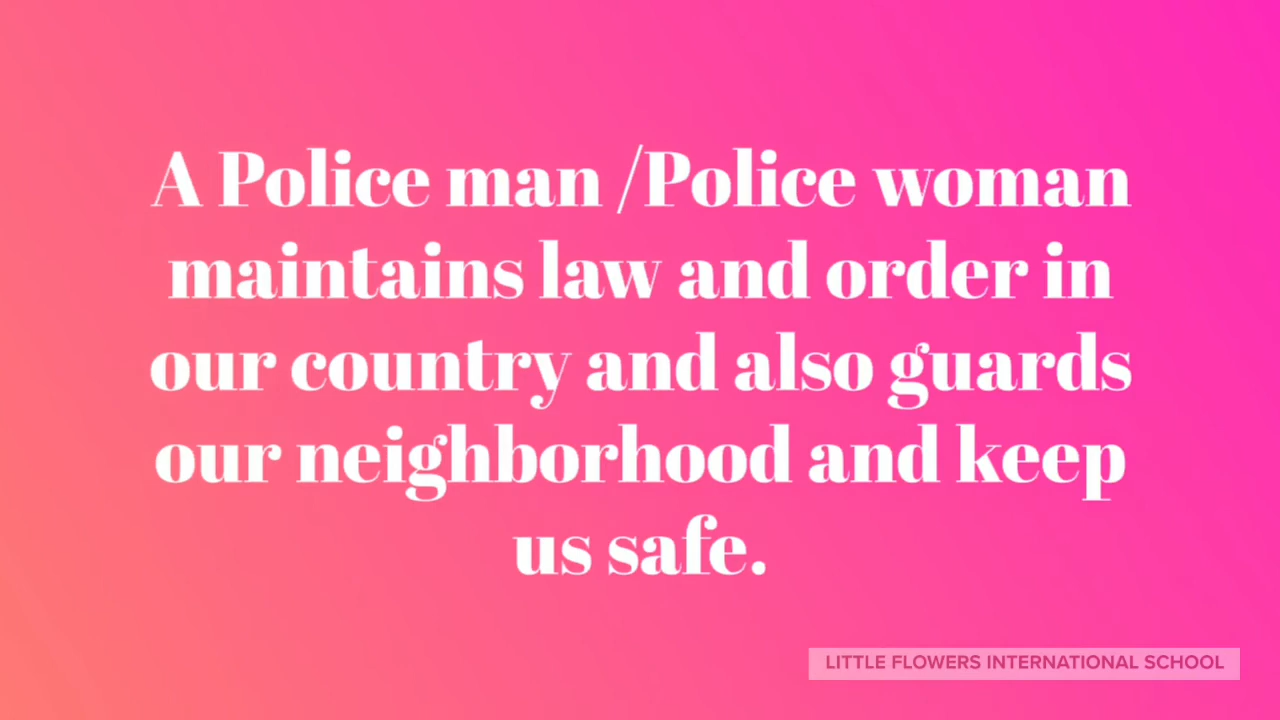 A Police man /Police woman
maintains law and order in
our country and also guards
our neighborhood and keep
us safe.
LITTLE FLOWERS INTERNATIONAL SCHOOL